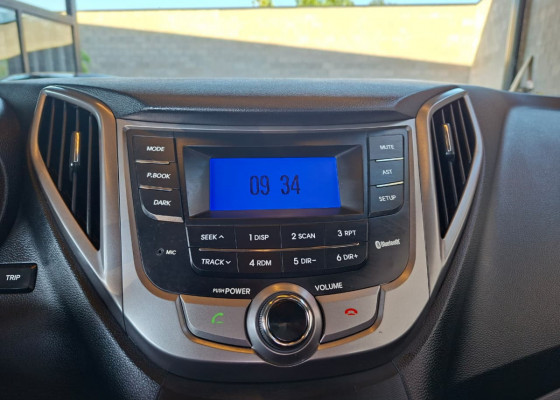 MODE
P.BOOK
DARK
09 34
MUTE
AST
SETUP
SEEK ∧ 1 DISP 2 SCAN 3 RPT
TRACK ∨ 4 RDM 5 DIR− 6 DIR+
MIC
Bluetooth
PUSH POWER VOLUME
TRIP